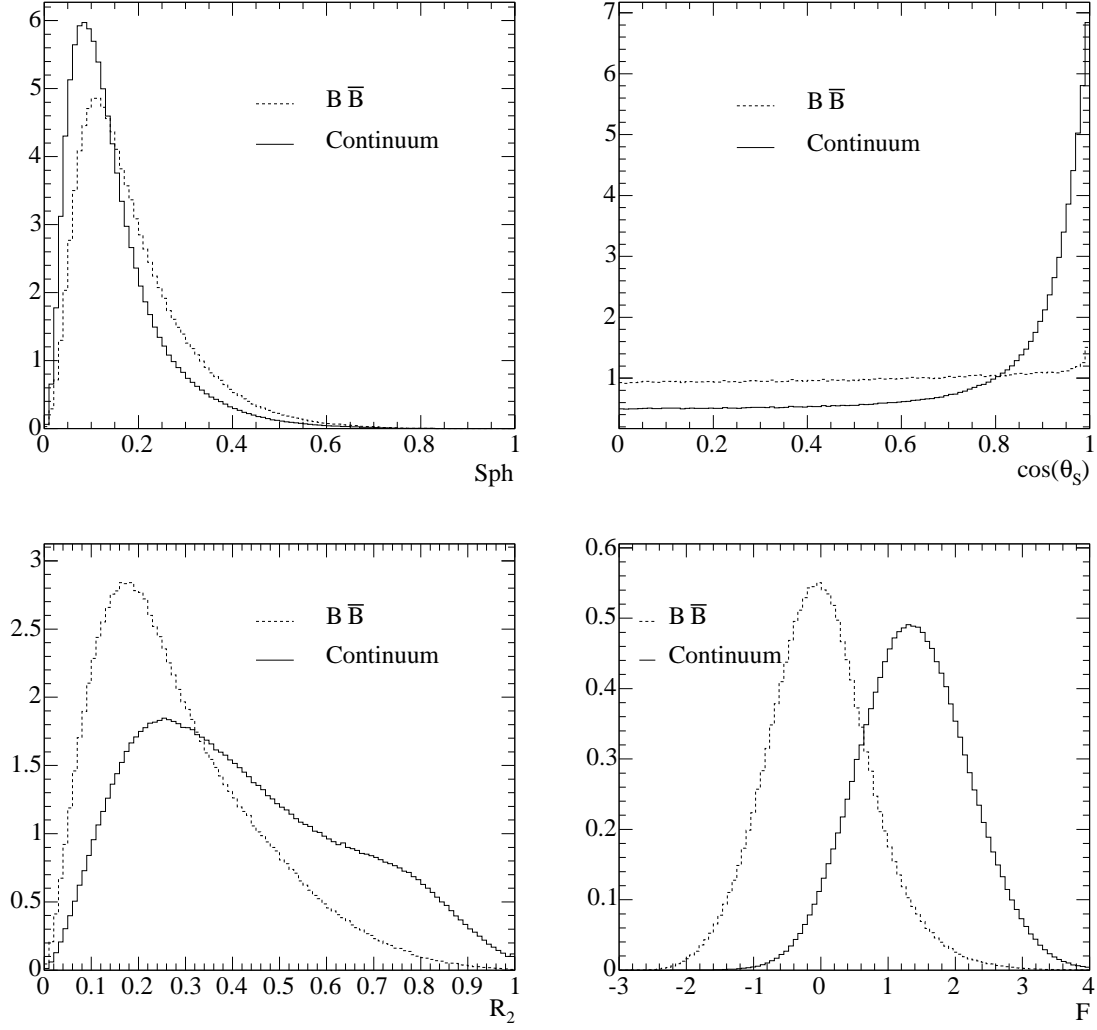 6
5
4
3
2
1
0
0 0.2 0.4 0.6 0.8 1
Sph
B B̅
Continuum
7
6
5
4
3
2
1
0 0.2 0.4 0.6 0.8 1
cos(θS)
B B̅
Continuum
3
2.5
2
1.5
1
0.5
0
0 0.1 0.2 0.3 0.4 0.5 0.6 0.7 0.8 0.9 1
R2
B B̅
Continuum
0.6
0.5
0.4
0.3
0.2
0.1
0
-3 -2 -1 0 1 2 3 4
F
B B̅
Continuum